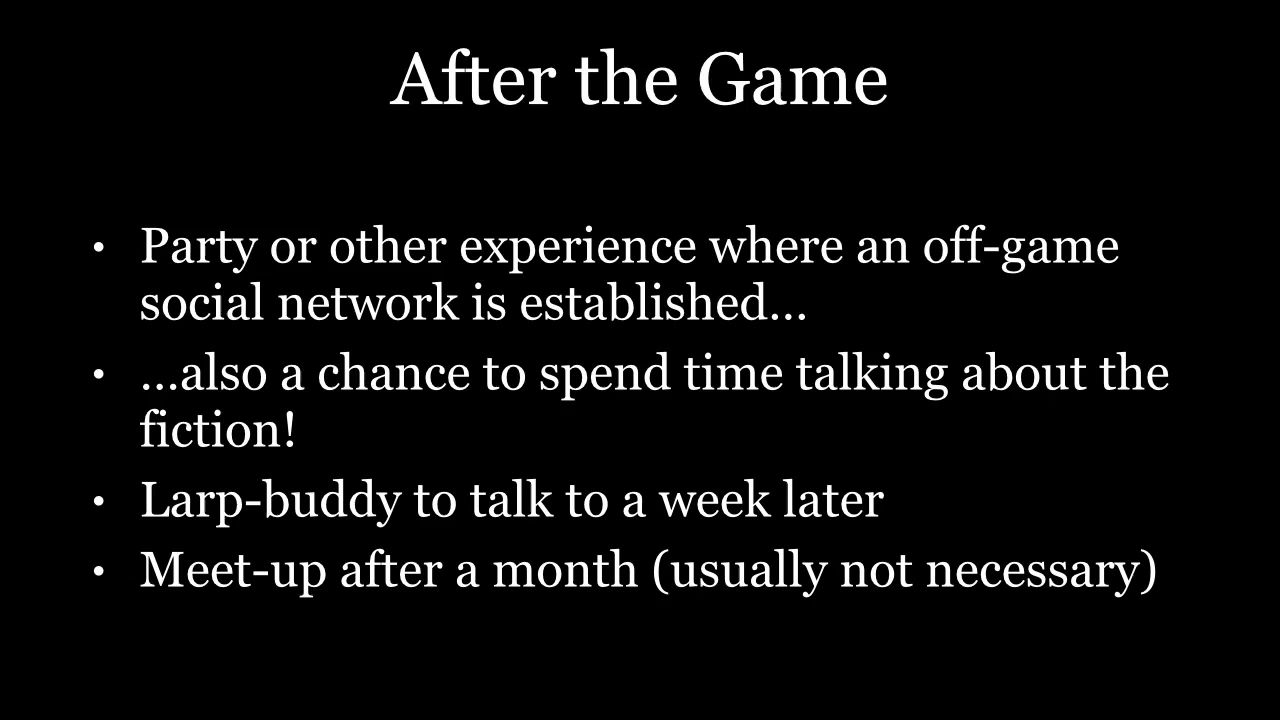 After the Game
• Party or other experience where an off-game
social network is established…
• …also a chance to spend time talking about the
fiction!
• Larp-buddy to talk to a week later
• Meet-up after a month (usually not necessary)